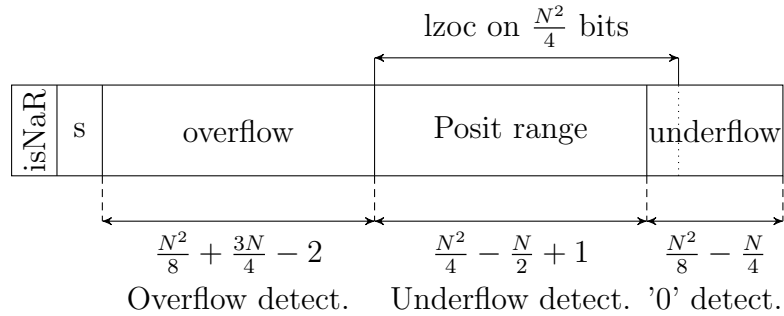 lzoc on N²/4 bits
isNaR s overflow Posit range underflow
N²/8 + 3N/4 − 2 N²/4 − N/2 + 1 N²/8 − N/4
Overflow detect. Underflow detect. '0' detect.